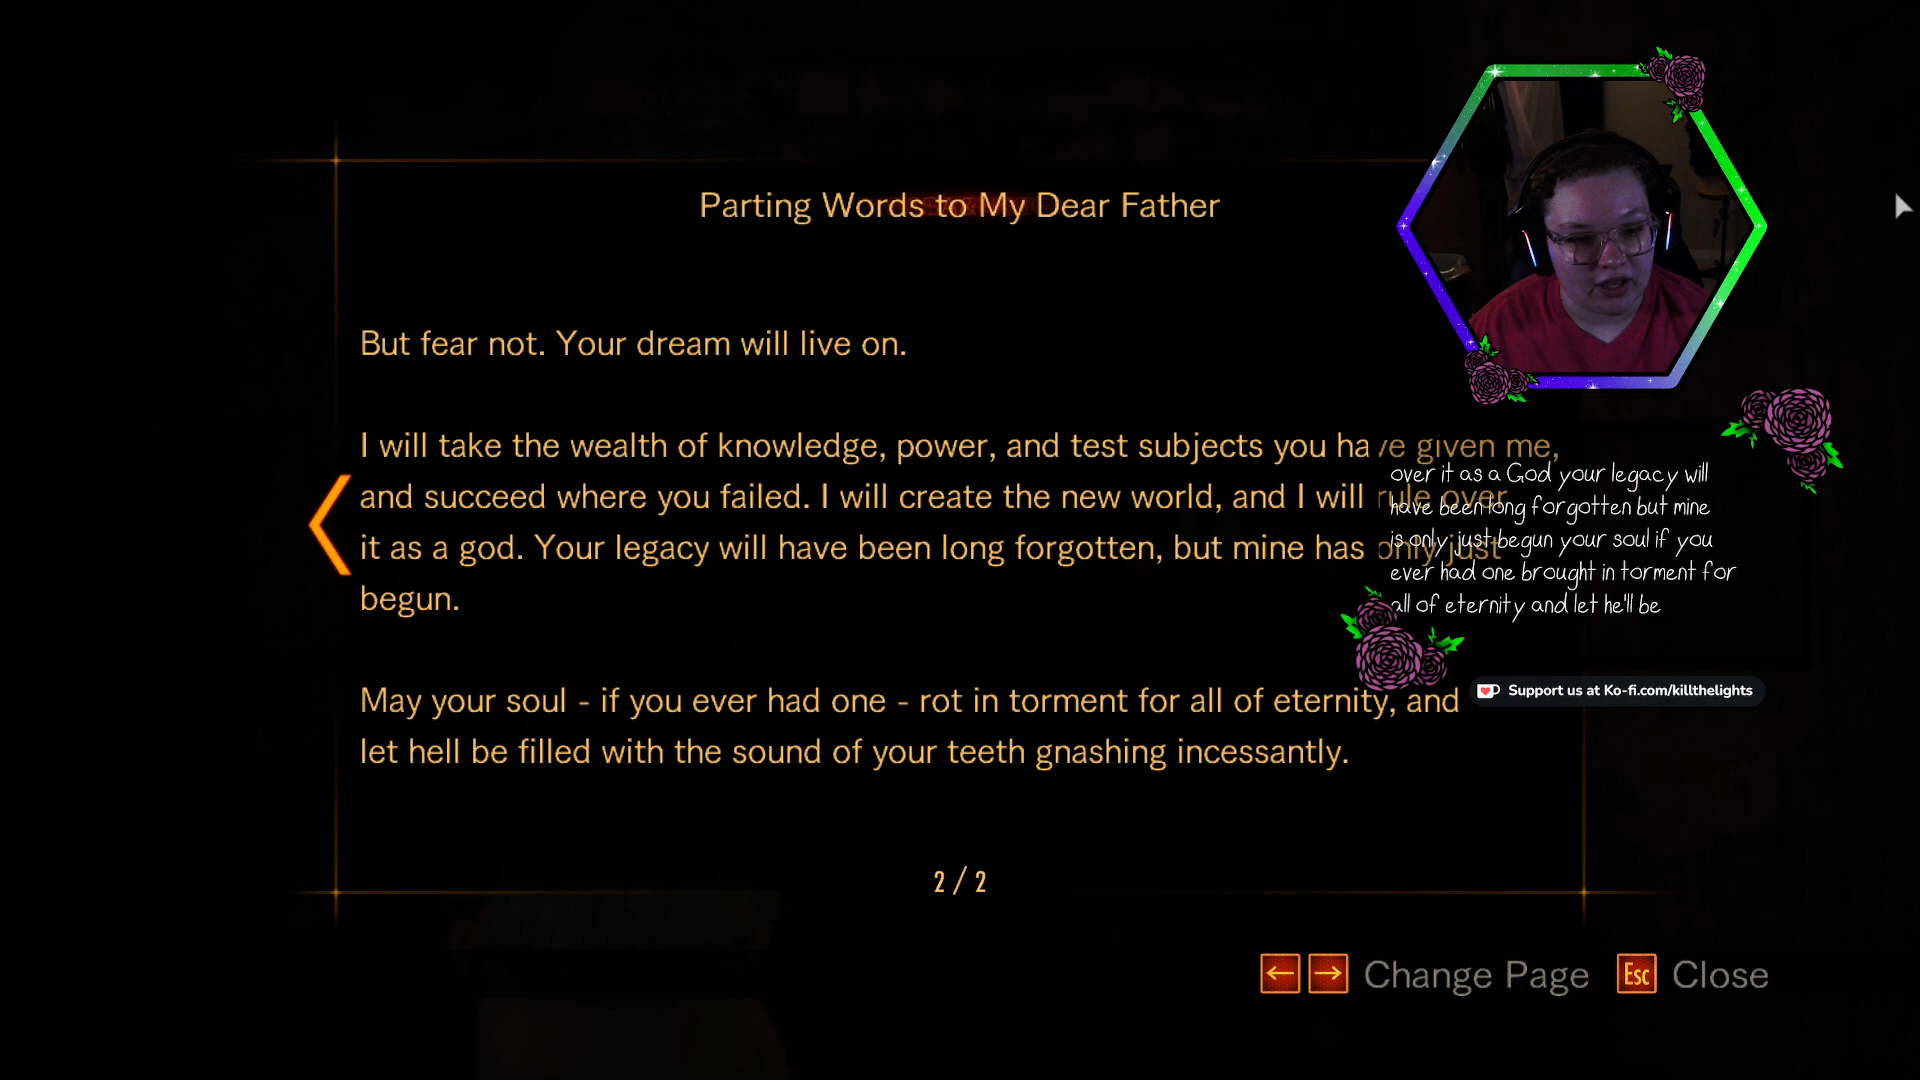 Parting Words to My Dear Father
But fear not. Your dream will live on.
I will take the wealth of knowledge, power, and test subjects you have given me,
and succeed where you failed. I will create the new world, and I will rule over
it as a god. Your legacy will have been long forgotten, but mine has only just
begun.
May your soul - if you ever had one - rot in torment for all of eternity, and
let hell be filled with the sound of your teeth gnashing incessantly.
over it as a God your legacy will
have been long forgotten but mine
is only just begun your soul if you
ever had one brought in torment for
all of eternity and let he'll be
Support us at Ko-fi.com/killthelights
2 / 2
← → Change Page Esc Close